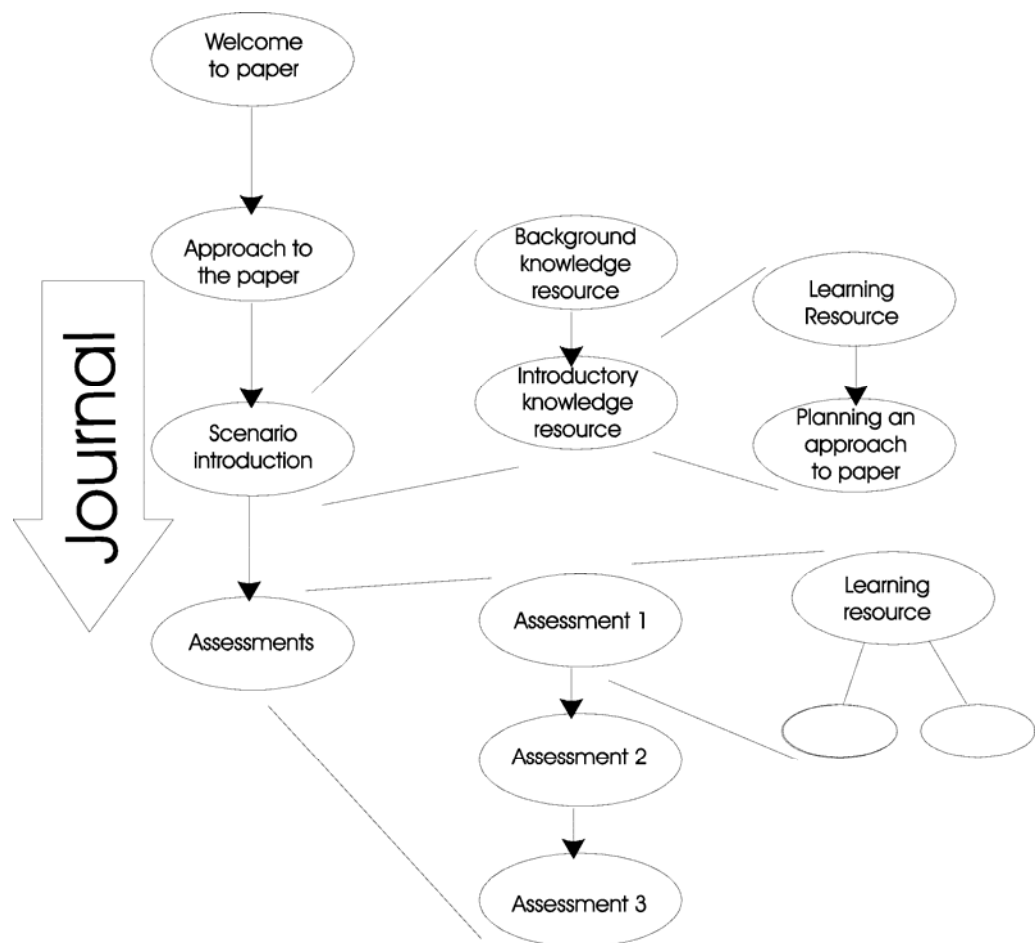 Welcome
to paper
Approach to
the paper
Background
knowledge
resource
Learning
Resource
Journal
Scenario
introduction
Introductory
knowledge
resource
Planning an
approach
to paper
Assessments
Assessment 1
Learning
resource
Assessment 2
Assessment 3